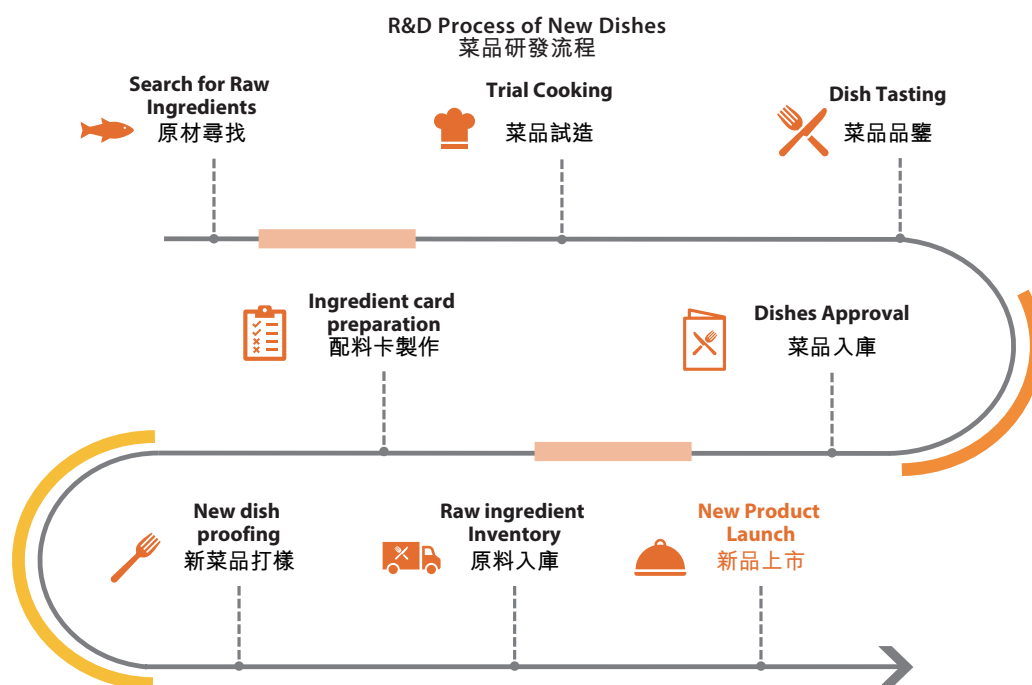 R&D Process of New Dishes
菜品研發流程
Search for Raw
Ingredients
原材尋找
Trial Cooking
菜品試造
Dish Tasting
菜品品鑒
Dishes Approval
菜品入庫
Ingredient card
preparation
配料卡製作
New dish
proofing
新菜品打樣
Raw ingredient
Inventory
原料入庫
New Product
Launch
新品上市